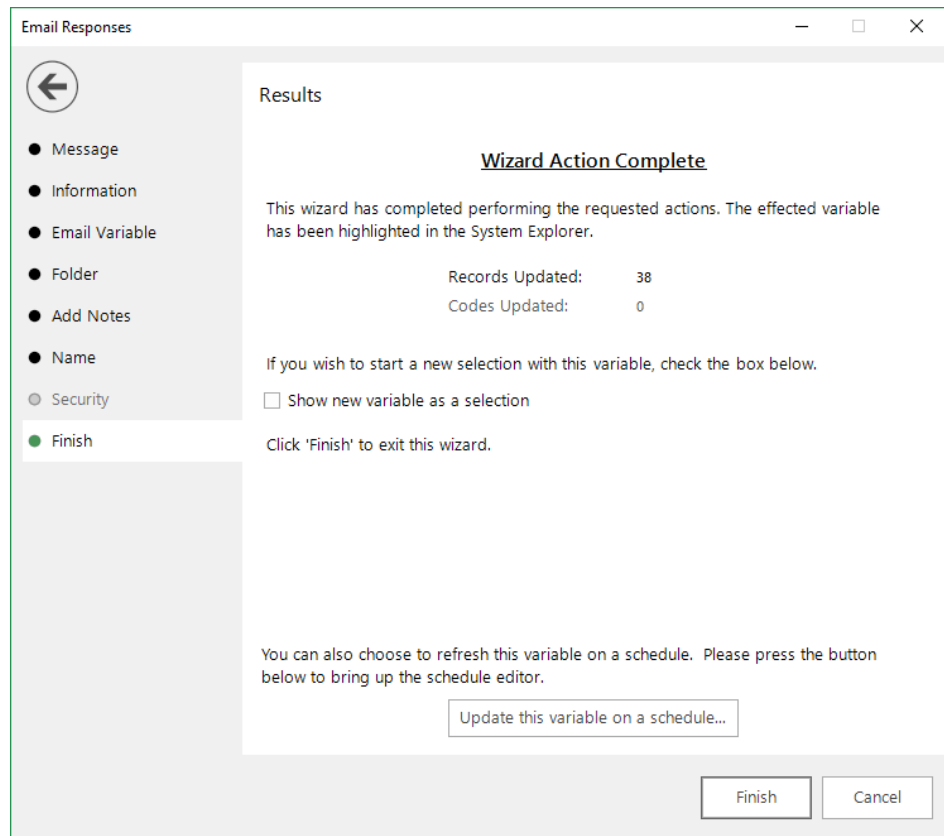 Email Responses
Message
Information
Email Variable
Folder
Add Notes
Name
Security
Finish
Results
Wizard Action Complete
This wizard has completed performing the requested actions. The effected variable
has been highlighted in the System Explorer.
Records Updated: 38
Codes Updated: 0
If you wish to start a new selection with this variable, check the box below.
Show new variable as a selection
Click 'Finish' to exit this wizard.
You can also choose to refresh this variable on a schedule.  Please press the button
below to bring up the schedule editor.
Update this variable on a schedule...
Finish
Cancel